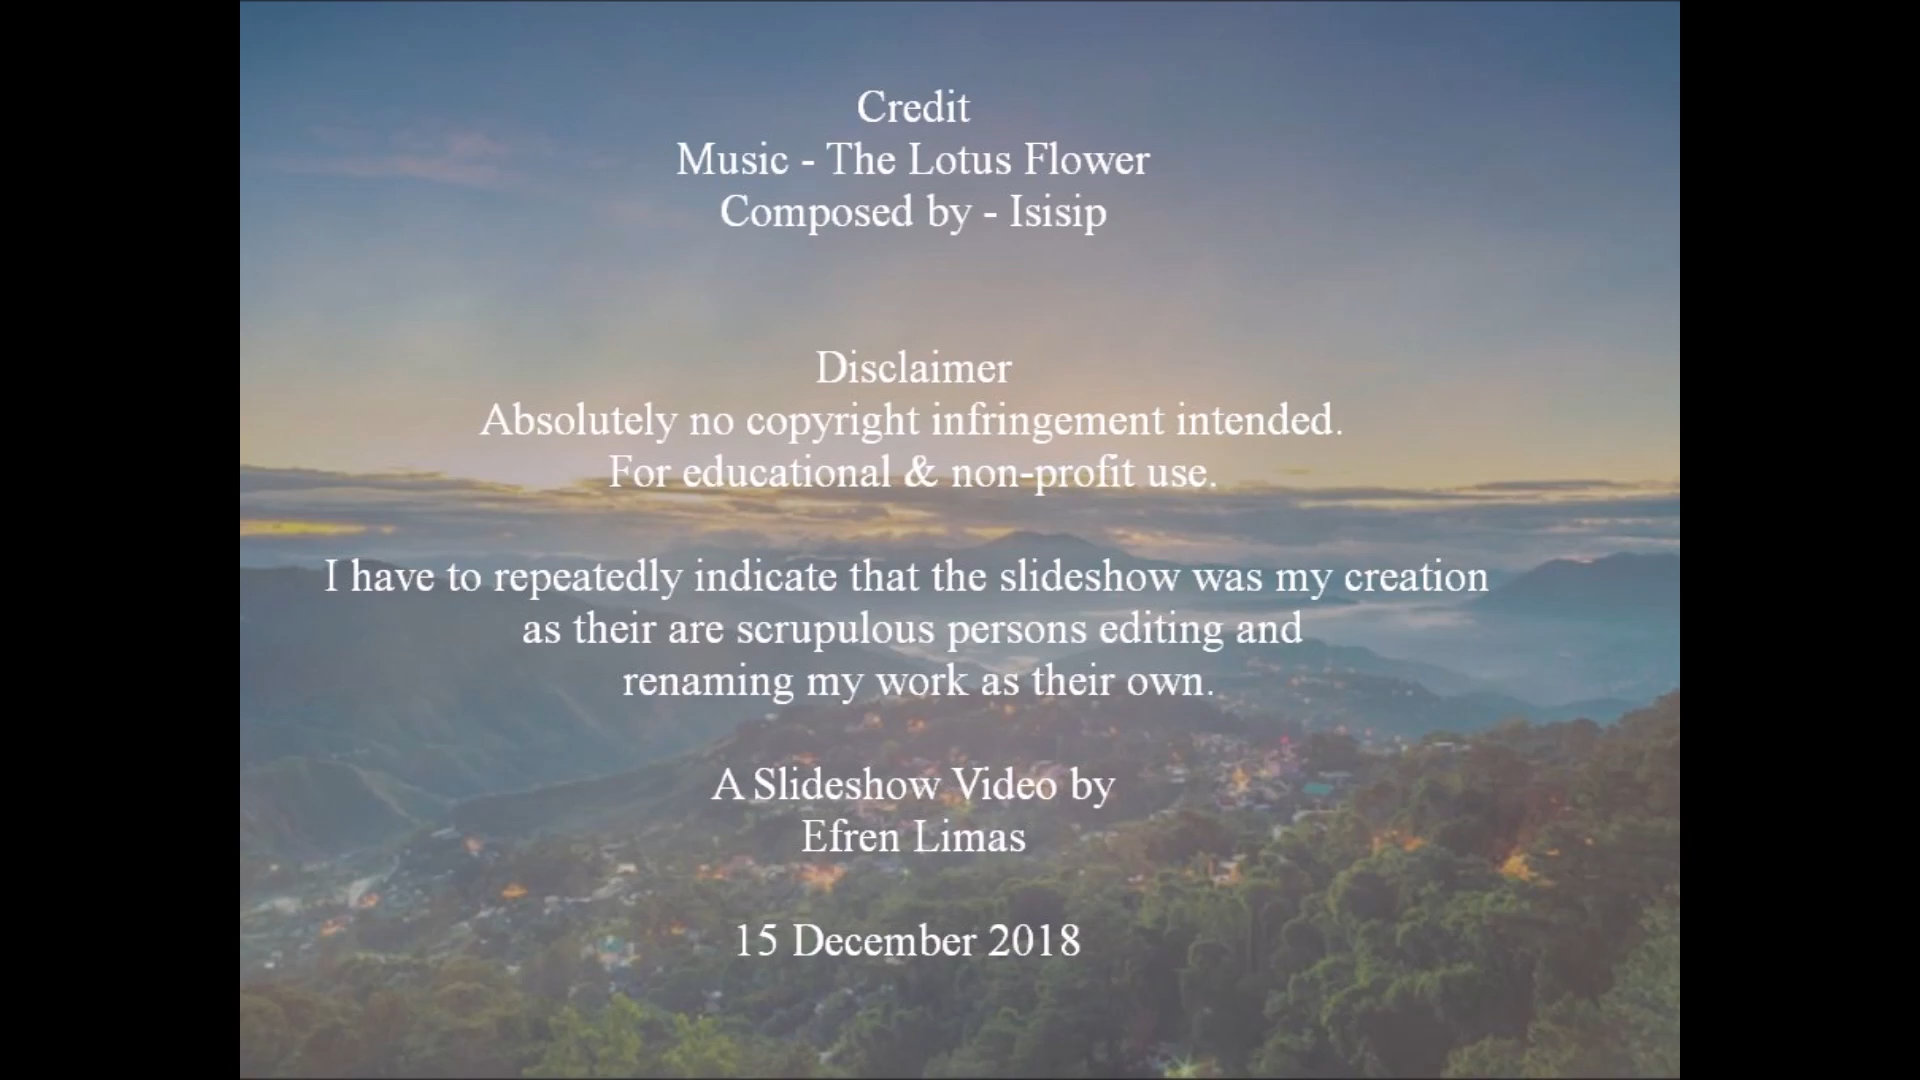 Credit
Music - The Lotus Flower
Composed by - Isisip
Disclaimer
Absolutely no copyright infringement intended.
For educational & non-profit use.
I have to repeatedly indicate that the slideshow was my creation
as their are scrupulous persons editing and
renaming my work as their own.
A Slideshow Video by
Efren Limas
15 December 2018